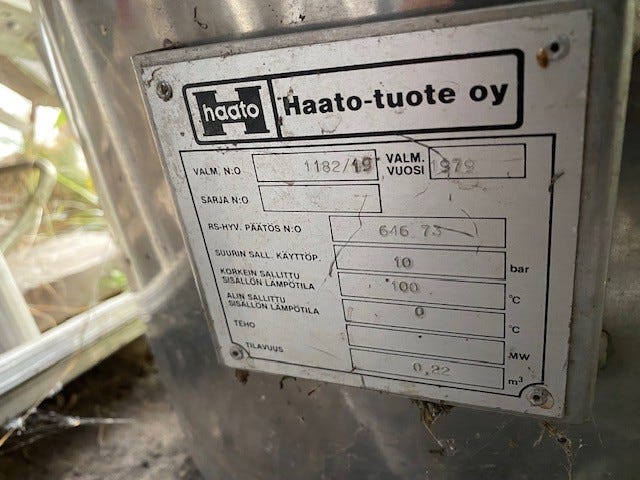 haato Haato-tuote oy
VALM. N:O 1182/19 VALM. VUOSI 1979
SARJA N:O
RS-HYV. PÄÄTÖS N:O 646 73
SUURIN SALL. KÄYTTÖP. 10 bar
KORKEIN SALLITTU SISÄLLÖN LÄMPÖTILA 100 °C
ALIN SALLITTU SISÄLLÖN LÄMPÖTILA 0 °C
TEHO MW
TILAVUUS 0,22 m³